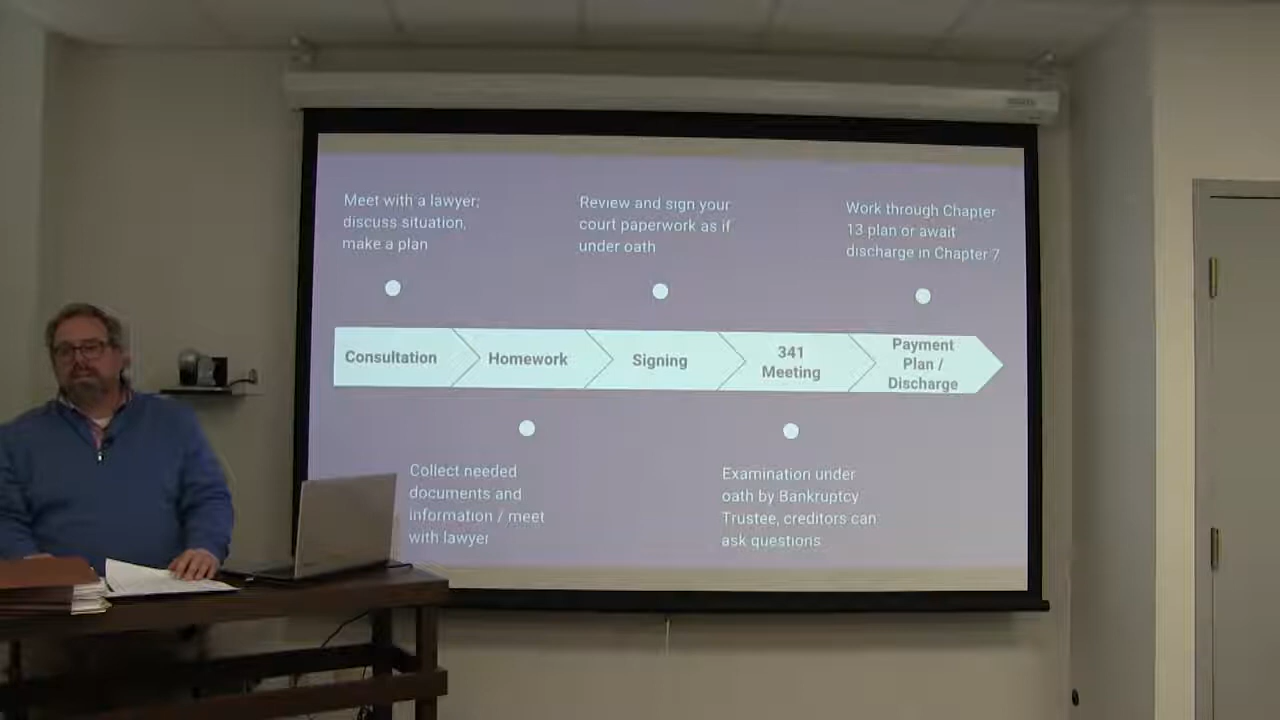 Meet with a lawyer;
discuss situation,
make a plan
Review and sign your
court paperwork as if
under oath
Work through Chapter
13 plan or await
discharge in Chapter 7
Consultation
Homework
Signing
341
Meeting
Payment
Plan /
Discharge
Collect needed
documents and
information / meet
with lawyer
Examination under
oath by Bankruptcy
Trustee, creditors can
ask questions